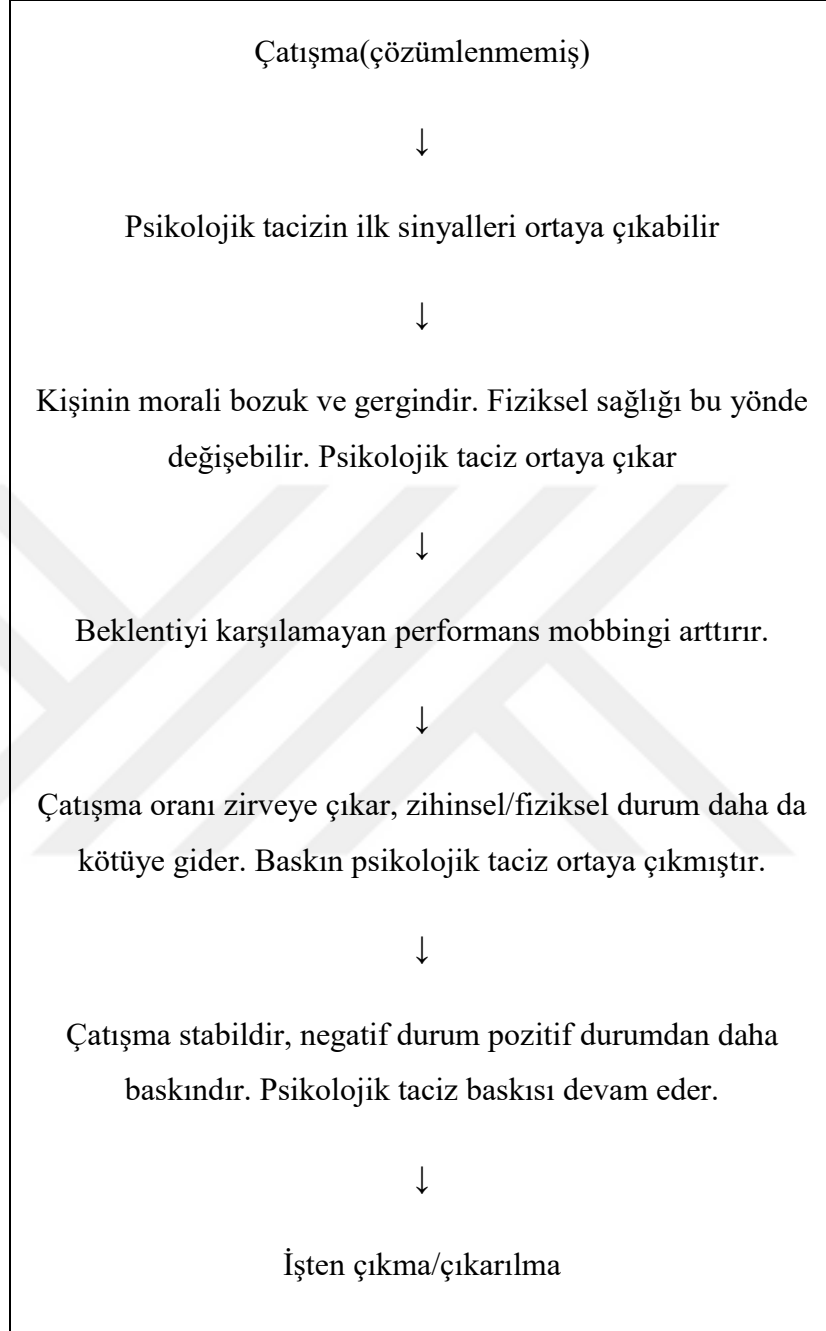 Çatışma(çözümlenmemiş)
↓
Psikolojik tacizin ilk sinyalleri ortaya çıkabilir
↓
Kişinin morali bozuk ve gergindir. Fiziksel sağlığı bu yönde
değişebilir. Psikolojik taciz ortaya çıkar
↓
Beklentiyi karşılamayan performans mobbingi arttırır.
↓
Çatışma oranı zirveye çıkar, zihinsel/fiziksel durum daha da
kötüye gider. Baskın psikolojik taciz ortaya çıkmıştır.
↓
Çatışma stabildir, negatif durum pozitif durumdan daha
baskındır. Psikolojik taciz baskısı devam eder.
↓
İşten çıkma/çıkarılma